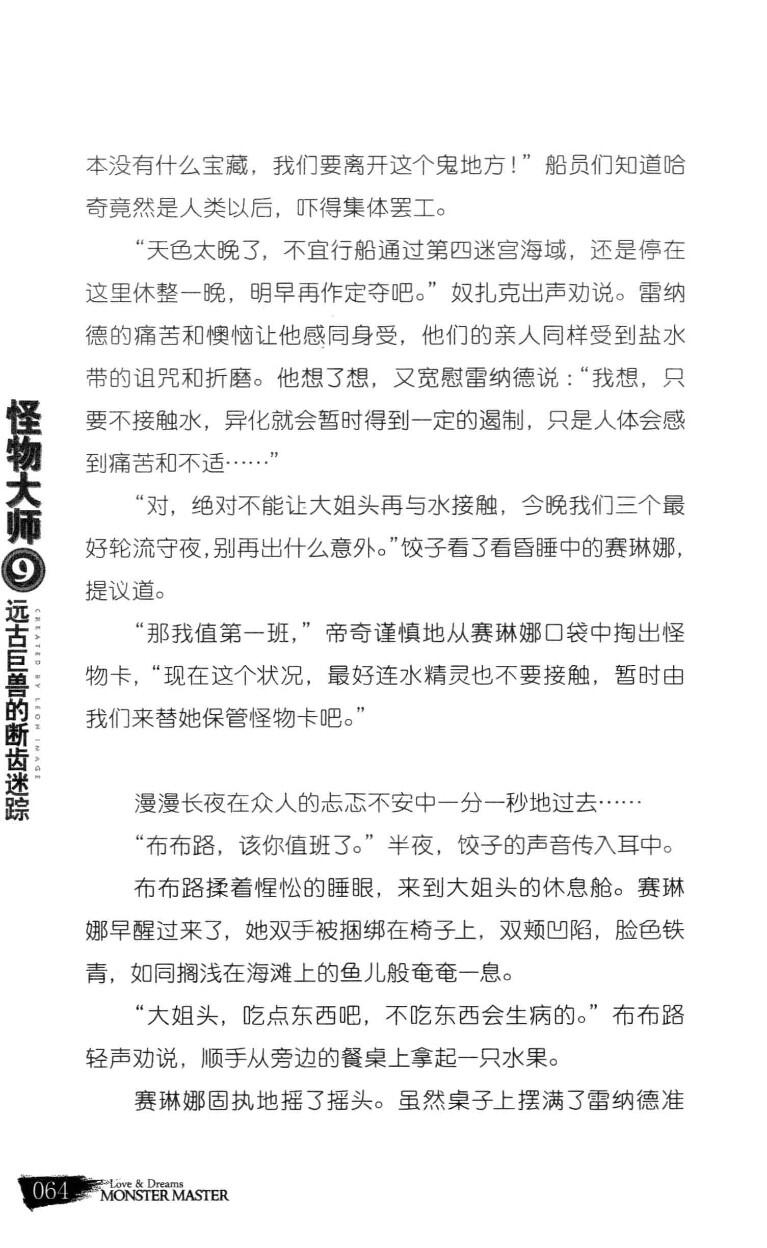 本没有什么宝藏，我们要离开这个鬼地方！”船员们知道哈
奇竟然是人类以后，吓得集体罢工。
“天色太晚了，不宜行船通过第四迷宫海域，还是停在
这里休整一晚，明早再作定夺吧。”奴扎克出声劝说。雷纳
德的痛苦和懊恼让他感同身受，他们的亲人同样受到盐水
带的诅咒和折磨。他想了想，又宽慰雷纳德说：“我想，只
要不接触水，异化就会暂时得到一定的遏制，只是人体会感
到痛苦和不适……”
“对，绝对不能让大姐头再与水接触，今晚我们三个最
好轮流守夜，别再出什么意外。”饺子看了看昏睡中的赛琳娜，
提议道。
“那我值第一班，”帝奇谨慎地从赛琳娜口袋中掏出怪
物卡，“现在这个状况，最好连水精灵也不要接触，暂时由
我们来替她保管怪物卡吧。”
漫漫长夜在众人的忐忑不安中一分一秒地过去……
“布布路，该你值班了。”半夜，饺子的声音传入耳中。
布布路揉着惺忪的睡眼，来到大姐头的休息舱。赛琳
娜早醒过来了，她双手被捆绑在椅子上，双颊凹陷，脸色铁
青，如同搁浅在海滩上的鱼儿般奄奄一息。
“大姐头，吃点东西吧，不吃东西会生病的。”布布路
轻声劝说，顺手从旁边的餐桌上拿起一只水果。
赛琳娜固执地摇了摇头。虽然桌子上摆满了雷纳德准
怪物大师
9
远古巨兽的断齿迷踪
CREATED BY LEON IMAGE
064
Love & Dreams
MONSTER MASTER